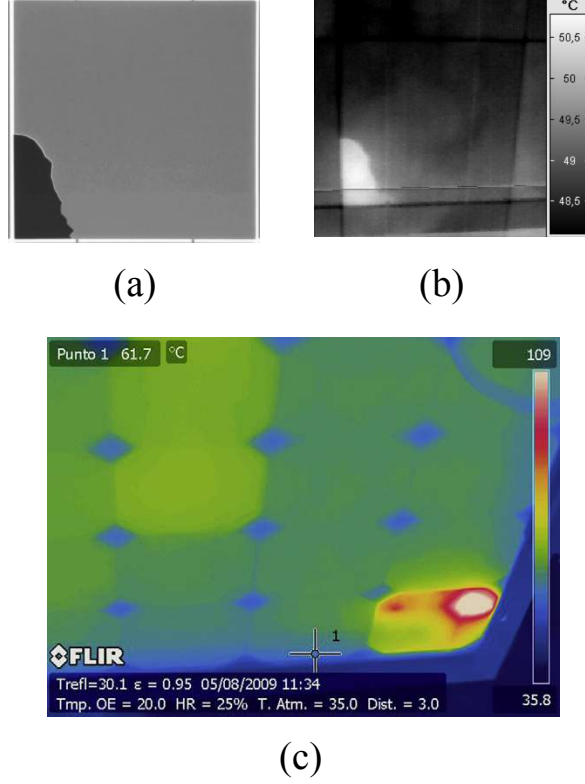 °C
50,5
50
49,5
49
48,5
(a)
(b)
Punto 1 61.7 °C
109
1
FLIR
Trefl=30.1 ε = 0.95 05/08/2009 11:34
Tmp. OE = 20.0 HR = 25% T. Atm. = 35.0 Dist. = 3.0
35.8
(c)